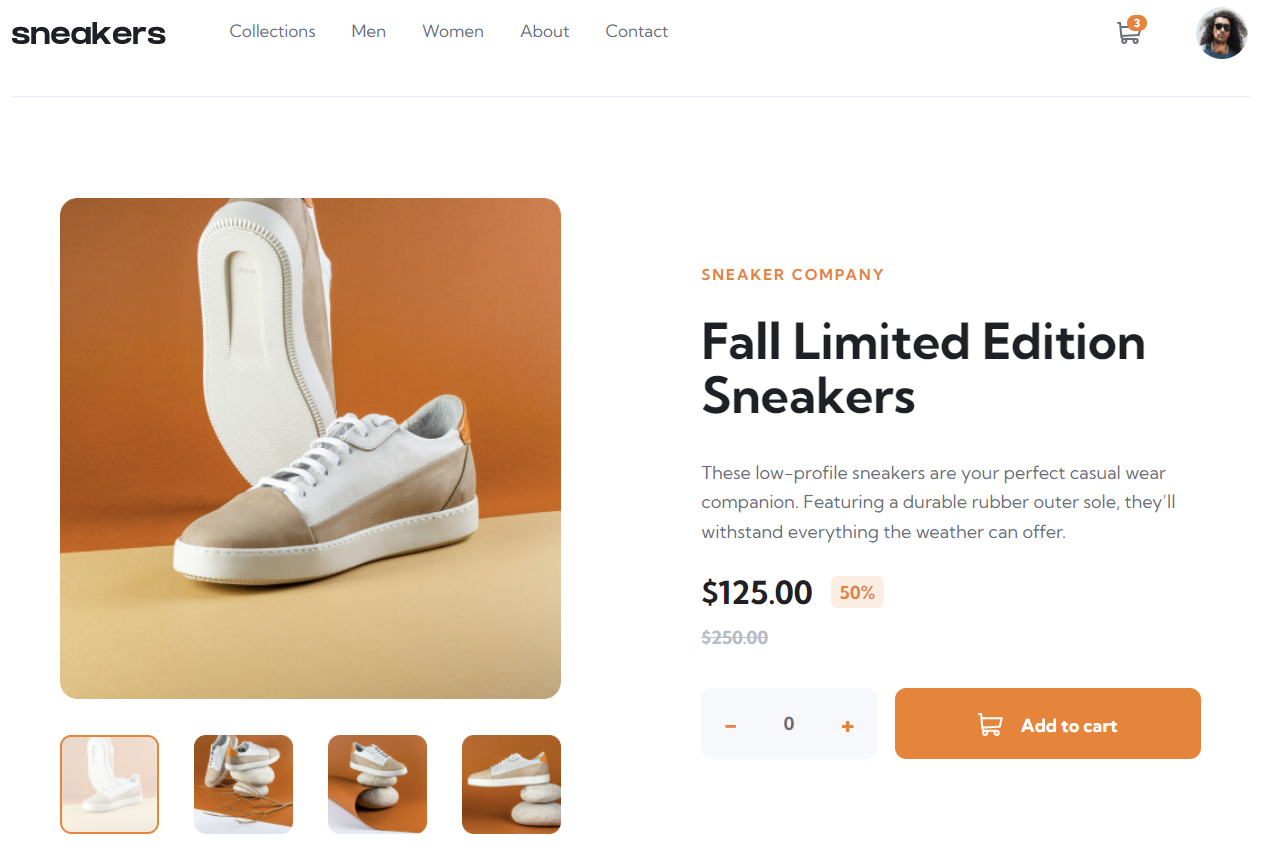 sneakers
Collections
Men
Women
About
Contact
3
SNEAKER COMPANY
Fall Limited Edition
Sneakers
These low-profile sneakers are your perfect casual wear
companion. Featuring a durable rubber outer sole, they’ll
withstand everything the weather can offer.
$125.00
50%
$250.00
−
0
+
Add to cart